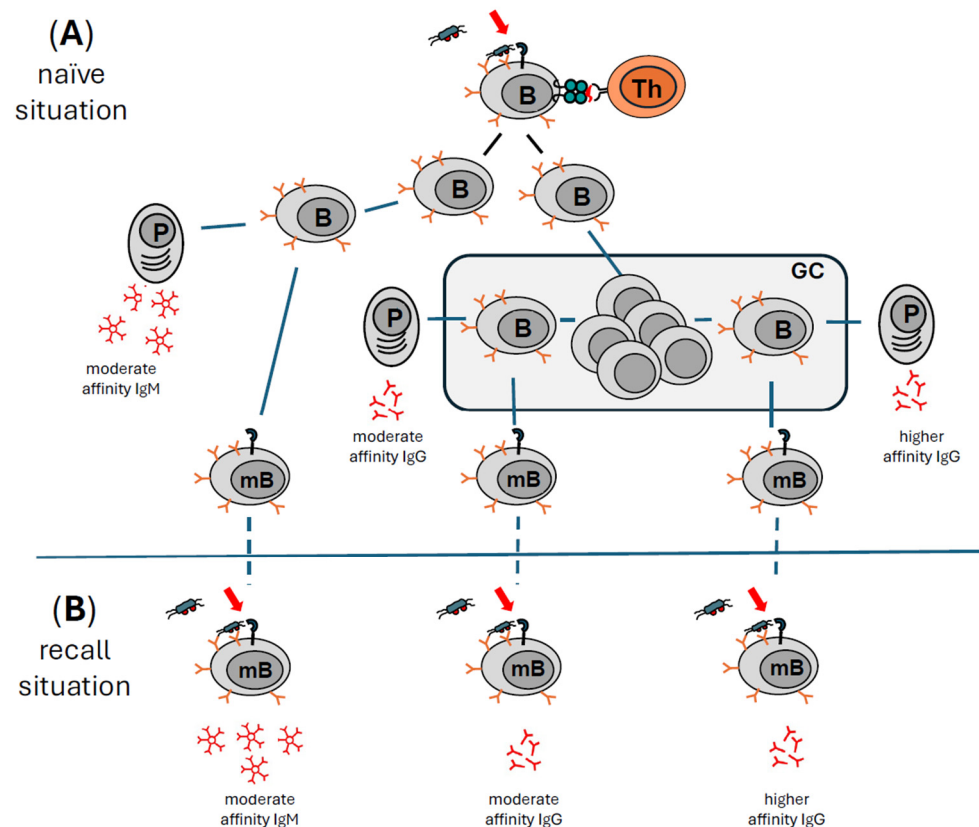 (A)
naïve
situation
B
Th
B
B
B
P
GC
P
B
B
P
moderate
affinity IgM
moderate
affinity IgG
higher
affinity IgG
mB
mB
mB
(B)
recall
situation
mB
mB
mB
moderate
affinity IgM
moderate
affinity IgG
higher
affinity IgG